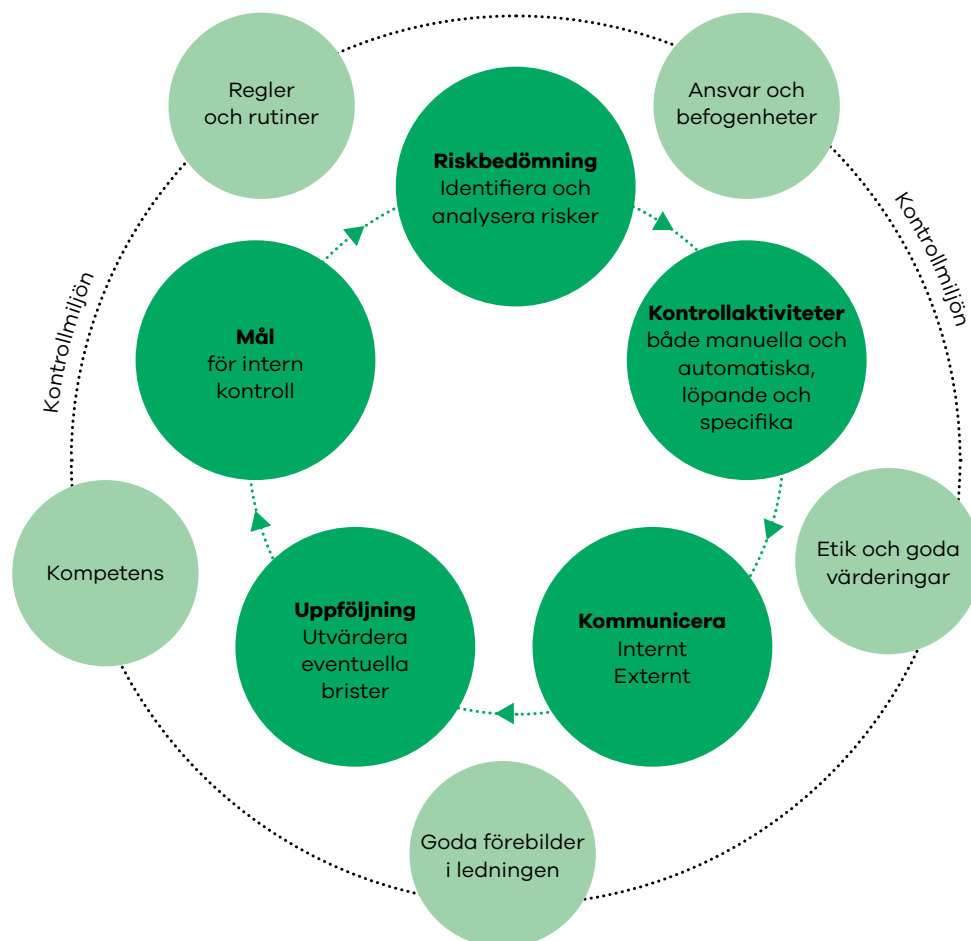 Regler
och rutiner
Ansvar och
befogenheter
Riskbedömning
Identifiera och
analysera risker
Kontrollmiljön
Kontrollmiljön
Mål
för intern
kontroll
Kontrollaktiviteter
både manuella och
automatiska,
löpande och
specifika
Kompetens
Etik och goda
värderingar
Uppföljning
Utvärdera
eventuella
brister
Kommunicera
Internt
Externt
Goda förebilder
i ledningen